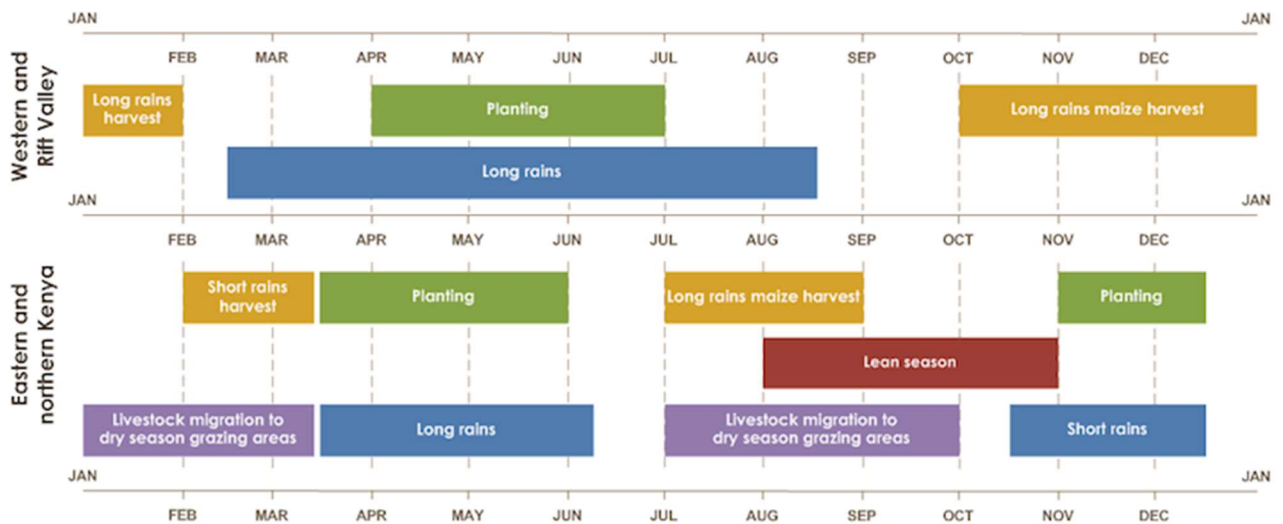 JAN JAN
FEB MAR APR MAY JUN JUL AUG SEP OCT NOV DEC
Western and
Rift Valley
Long rains
harvest
Planting
Long rains maize harvest
Long rains
JAN JAN
FEB MAR APR MAY JUN JUL AUG SEP OCT NOV DEC
Eastern and
northern Kenya
Short rains
harvest
Planting
Long rains maize harvest
Planting
Lean season
Livestock migration to
dry season grazing areas
Long rains
Livestock migration to
dry season grazing areas
Short rains
JAN JAN
FEB MAR APR MAY JUN JUL AUG SEP OCT NOV DEC